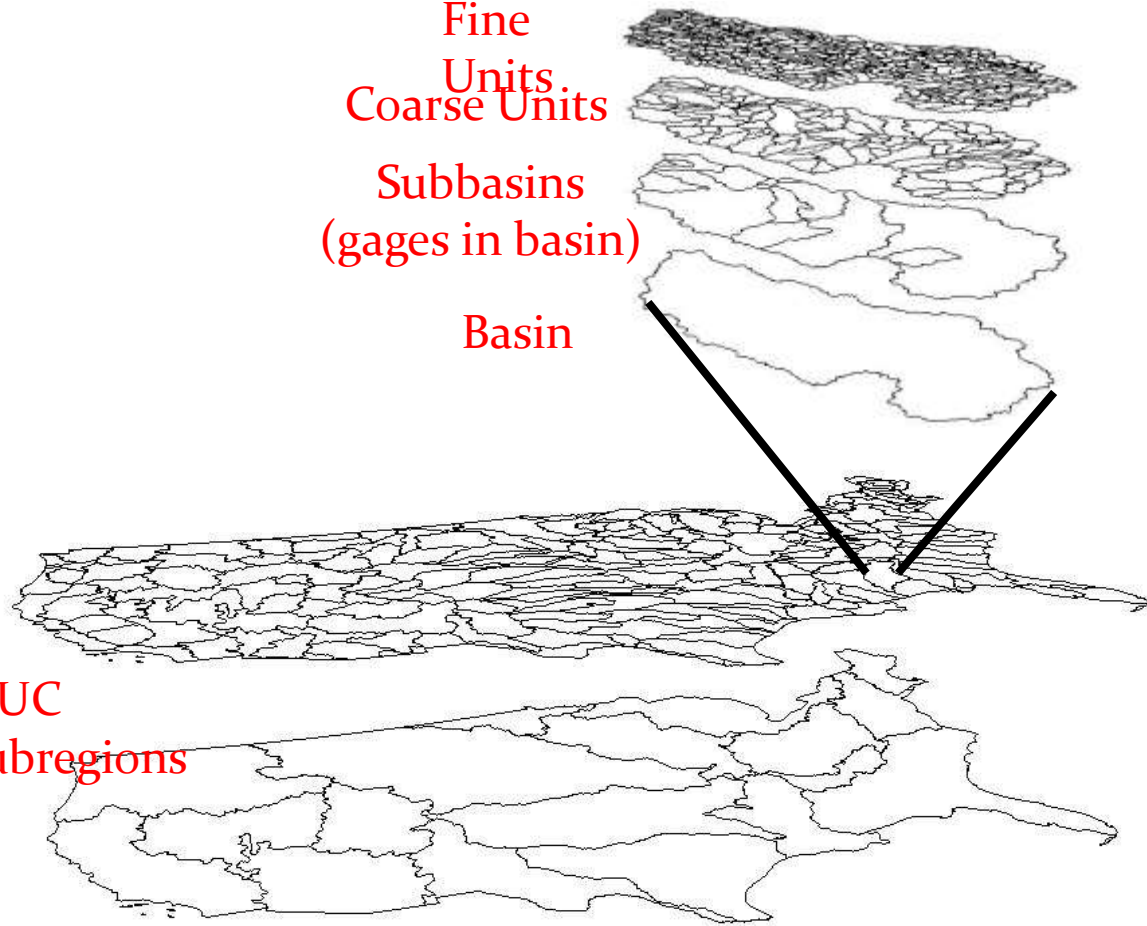 Fine
Units
Coarse Units
Subbasins
(gages in basin)
Basin
UC
ubregions